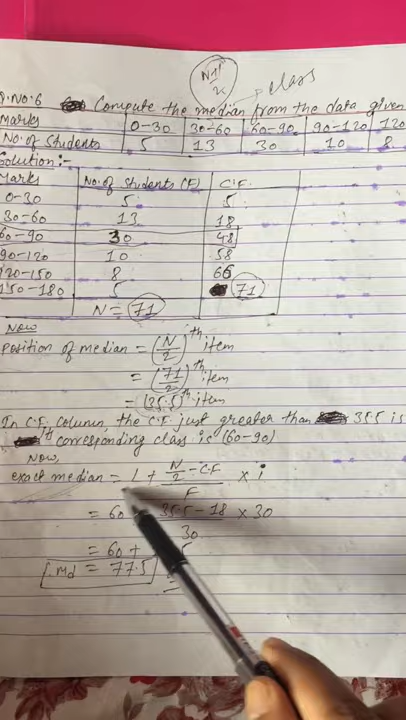 N+1
2
class
Q.No:6 Compute the median from the data given
Marks 0-30 30-60 60-90 90-120 120
No. of Students 5 13 30 10 8
Solution:-
Marks No. of Students (F) C.F.
0-30 5 5
30-60 13 18
60-90 30 48
90-120 10 58
120-150 8 66
150-180 5 71
N = 71
Now
Position of median = (N/2)th item
= (71/2)th item
= (35.5)th item
In C.F. column, the C.F just greater than 35.5 is
corresponding class is (60-90)
Now,
exact median = L + N/2 - CF / F × i
= 60 35.5 - 18 / 30 × 30
= 60 +
Md = 77.5